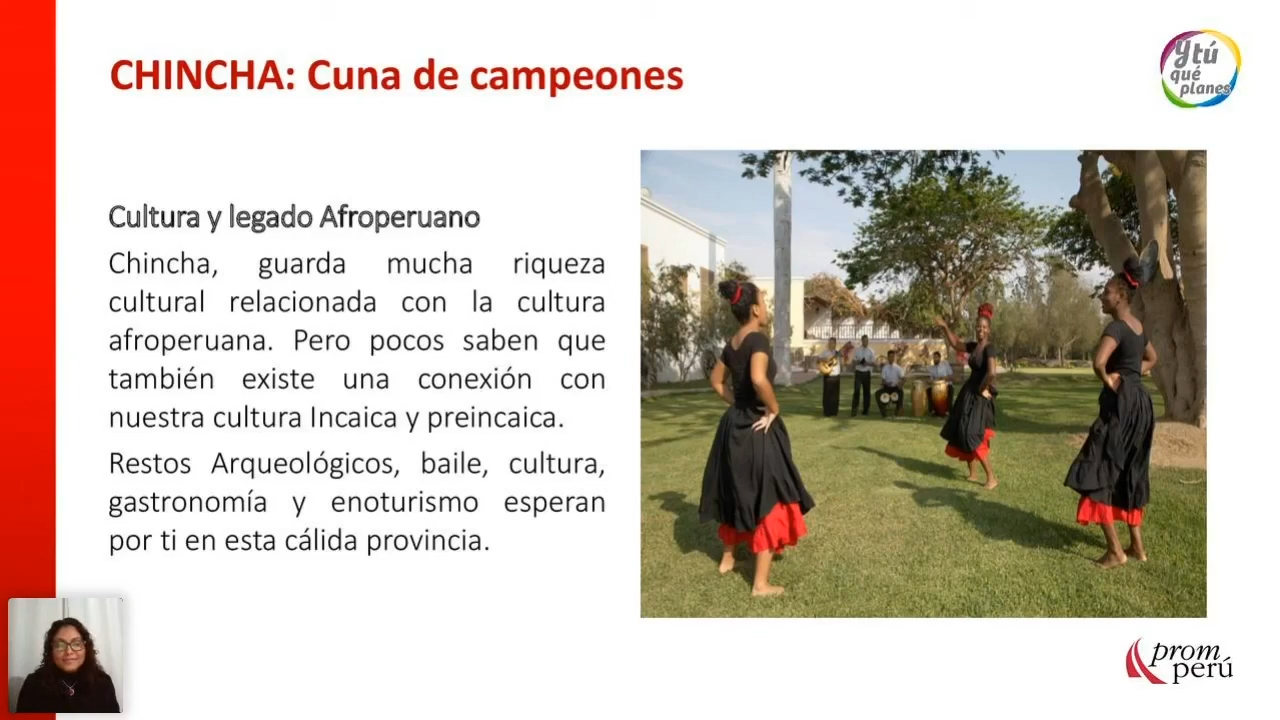 CHINCHA: Cuna de campeones
y tú
qué
planes
Cultura y legado Afroperuano
Chincha, guarda mucha riqueza
cultural relacionada con la cultura
afroperuana. Pero pocos saben que
también existe una conexión con
nuestra cultura Incaica y preincaica.
Restos Arqueológicos, baile, cultura,
gastronomía y enoturismo esperan
por ti en esta cálida provincia.
prom
perú